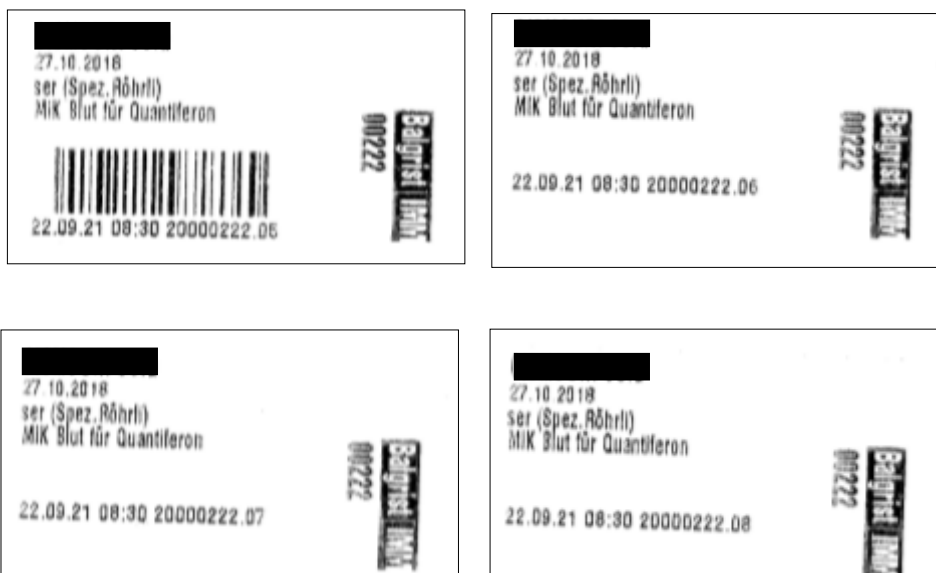 27.10.2018
ser (Spez.Röhrli)
MiK Blut für Quantiferon
22.09.21 08:30 20000222.05
00222
Balgrist IMM
27.10.2018
ser (Spez.Röhrli)
MiK Blut für Quantiferon
22.09.21 08:30 20000222.06
00222
Balgrist IMM
27.10.2018
ser (Spez.Röhrli)
MiK Blut für Quantiferon
22.09.21 08:30 20000222.07
00222
Balgrist IMM
27.10.2018
ser (Spez.Röhrli)
MiK Blut für Quantiferon
22.09.21 08:30 20000222.08
00222
Balgrist IMM